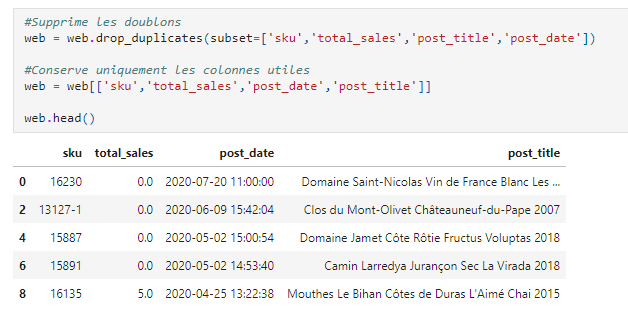 #Supprime les doublons
web = web.drop_duplicates(subset=['sku','total_sales','post_title','post_date'])
#Conserve uniquement les colonnes utiles
web = web[['sku','total_sales','post_date','post_title']]
web.head()
sku total_sales post_date post_title
0 16230 0.0 2020-07-20 11:00:00 Domaine Saint-Nicolas Vin de France Blanc Les ...
2 13127-1 0.0 2020-06-09 15:42:04 Clos du Mont-Olivet Châteauneuf-du-Pape 2007
4 15887 0.0 2020-05-02 15:00:54 Domaine Jamet Côte Rôtie Fructus Voluptas 2018
6 15891 0.0 2020-05-02 14:53:40 Camin Larredya Jurançon Sec La Virada 2018
8 16135 5.0 2020-04-25 13:22:38 Mouthes Le Bihan Côtes de Duras L'Aimé Chai 2015